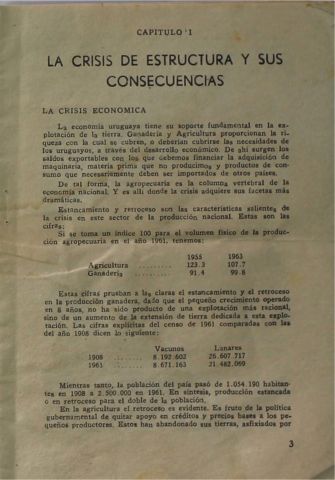 CAPITULO I
LA CRISIS DE ESTRUCTURA Y SUS
CONSECUENCIAS
LA CRISIS ECONOMICA
La economía uruguaya tiene su soporte fundamental en la ex-
plotación de la tierra. Ganadería y Agricultura proporcionan la ri-
queza con la cual se cubren, o deberían cubrirse las necesidades de
los uruguayos, a través del desarrollo económico. De ahí surgen los
saldos exportables con los que debemos financiar la adquisición de
maquinaria, materia prima que no producimos y productos de con-
sumo que necesariamente deben ser importados de otros países.
De tal forma, la agropecuaria es la columna vertebral de la
economía nacional. Y es allí donde la crisis adquiere sus facetas más
dramáticas.
Estancamiento y retroceso son las características salientes de
la crisis en este sector de la producción nacional. Estas son las
cifras:
Si se toma un índice 100 para el volumen físico de la produc-
ción agropecuaria en el año 1961, tenemos:
1955 1963
Agricultura .......... 123.3 107.7
Ganadería .......... 91.4 99.8
Estas cifras prueban a las claras el estancamiento y el retroceso
en la producción ganadera, dado que el pequeño crecimiento operado
en 8 años, no ha sido producto de una explotación más racional,
sino de un aumento de la extensión de tierra dedicada a esta explo-
tación. Las cifras explícitas del censo de 1961 comparadas con las
del año 1908 dicen lo siguiente:
Vacunos Lanares
1908 ........ 8.192.602 26.607.717
1961 ........ 8.671.163 21.482.069
Mientras tanto, la población del país pasó de 1.054.190 habitan-
tes en 1908 a 2.500.000 en 1961. En síntesis, producción estancada
o en retroceso para el doble de la población.
En la agricultura el retroceso es evidente. Es fruto de la política
gubernamental de quitar apoyo en créditos y precios bases a los pe-
queños productores. Estos han abandonado sus tierras, asfixiados por
3